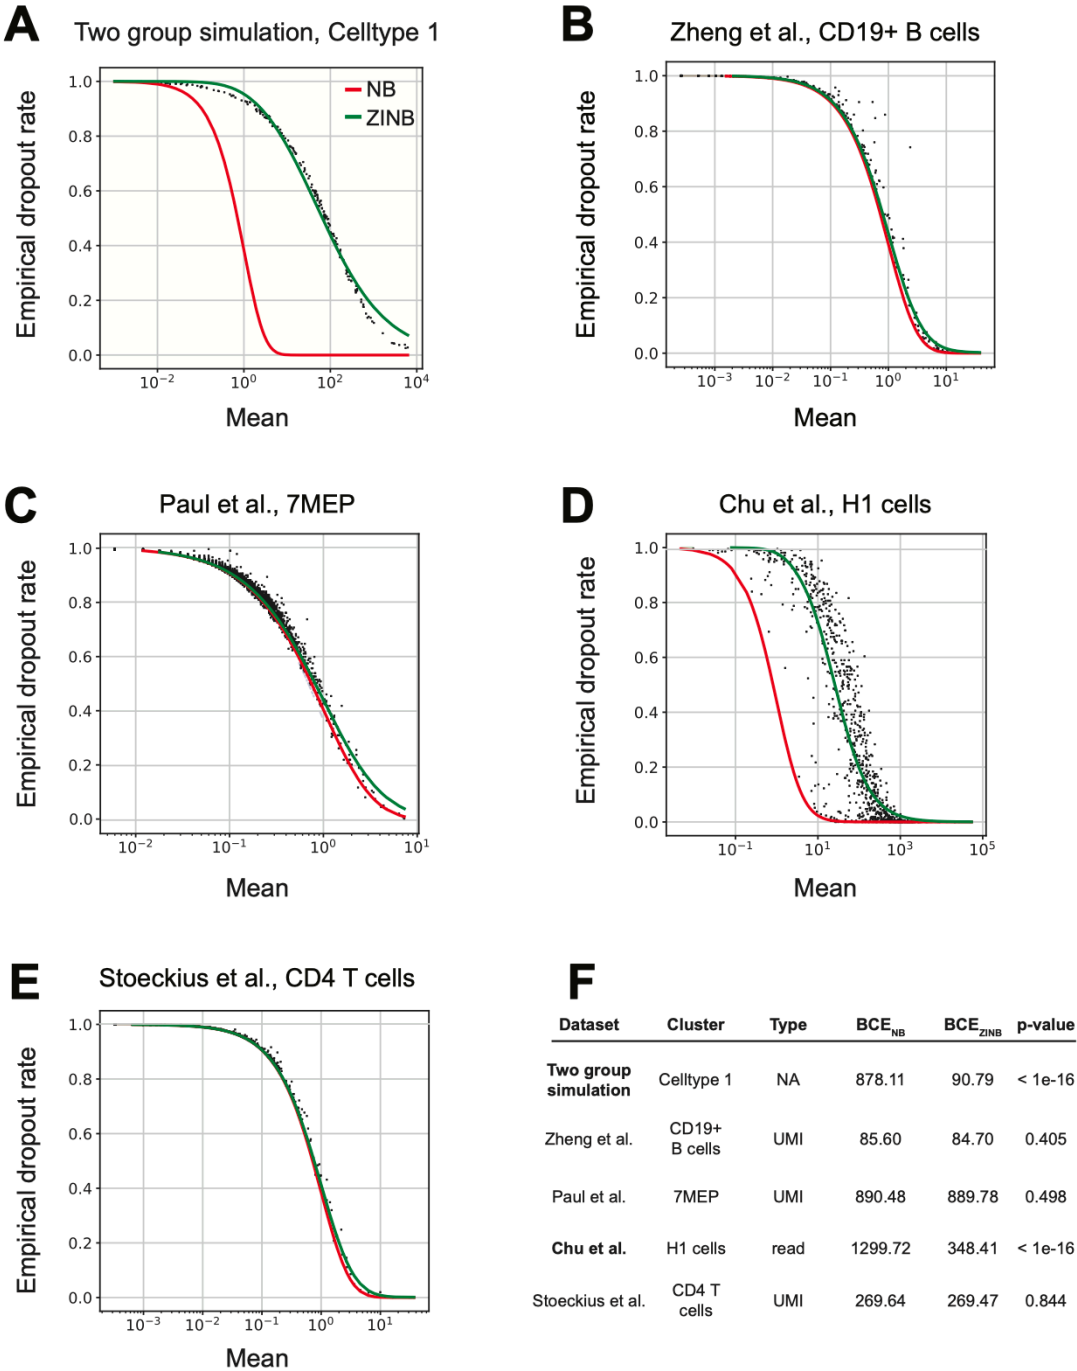 A
Two group simulation, Celltype 1
NB
ZINB
Empirical dropout rate
1.0
0.8
0.6
0.4
0.2
0.0
10⁻²
10⁰
10²
10⁴
Mean
B
Zheng et al., CD19+ B cells
Empirical dropout rate
1.0
0.8
0.6
0.4
0.2
0.0
10⁻³
10⁻²
10⁻¹
10⁰
10¹
Mean
C
Paul et al., 7MEP
Empirical dropout rate
1.0
0.8
0.6
0.4
0.2
0.0
10⁻²
10⁻¹
10⁰
10¹
Mean
D
Chu et al., H1 cells
Empirical dropout rate
1.0
0.8
0.6
0.4
0.2
0.0
10⁻¹
10¹
10³
10⁵
Mean
E
Stoeckius et al., CD4 T cells
Empirical dropout rate
1.0
0.8
0.6
0.4
0.2
0.0
10⁻³
10⁻²
10⁻¹
10⁰
10¹
Mean
F
Dataset Cluster Type BCE_NB BCE_ZINB p-value
Two group simulation Celltype 1 NA 878.11 90.79 < 1e-16
Zheng et al. CD19+ B cells UMI 85.60 84.70 0.405
Paul et al. 7MEP UMI 890.48 889.78 0.498
Chu et al. H1 cells read 1299.72 348.41 < 1e-16
Stoeckius et al. CD4 T cells UMI 269.64 269.47 0.844